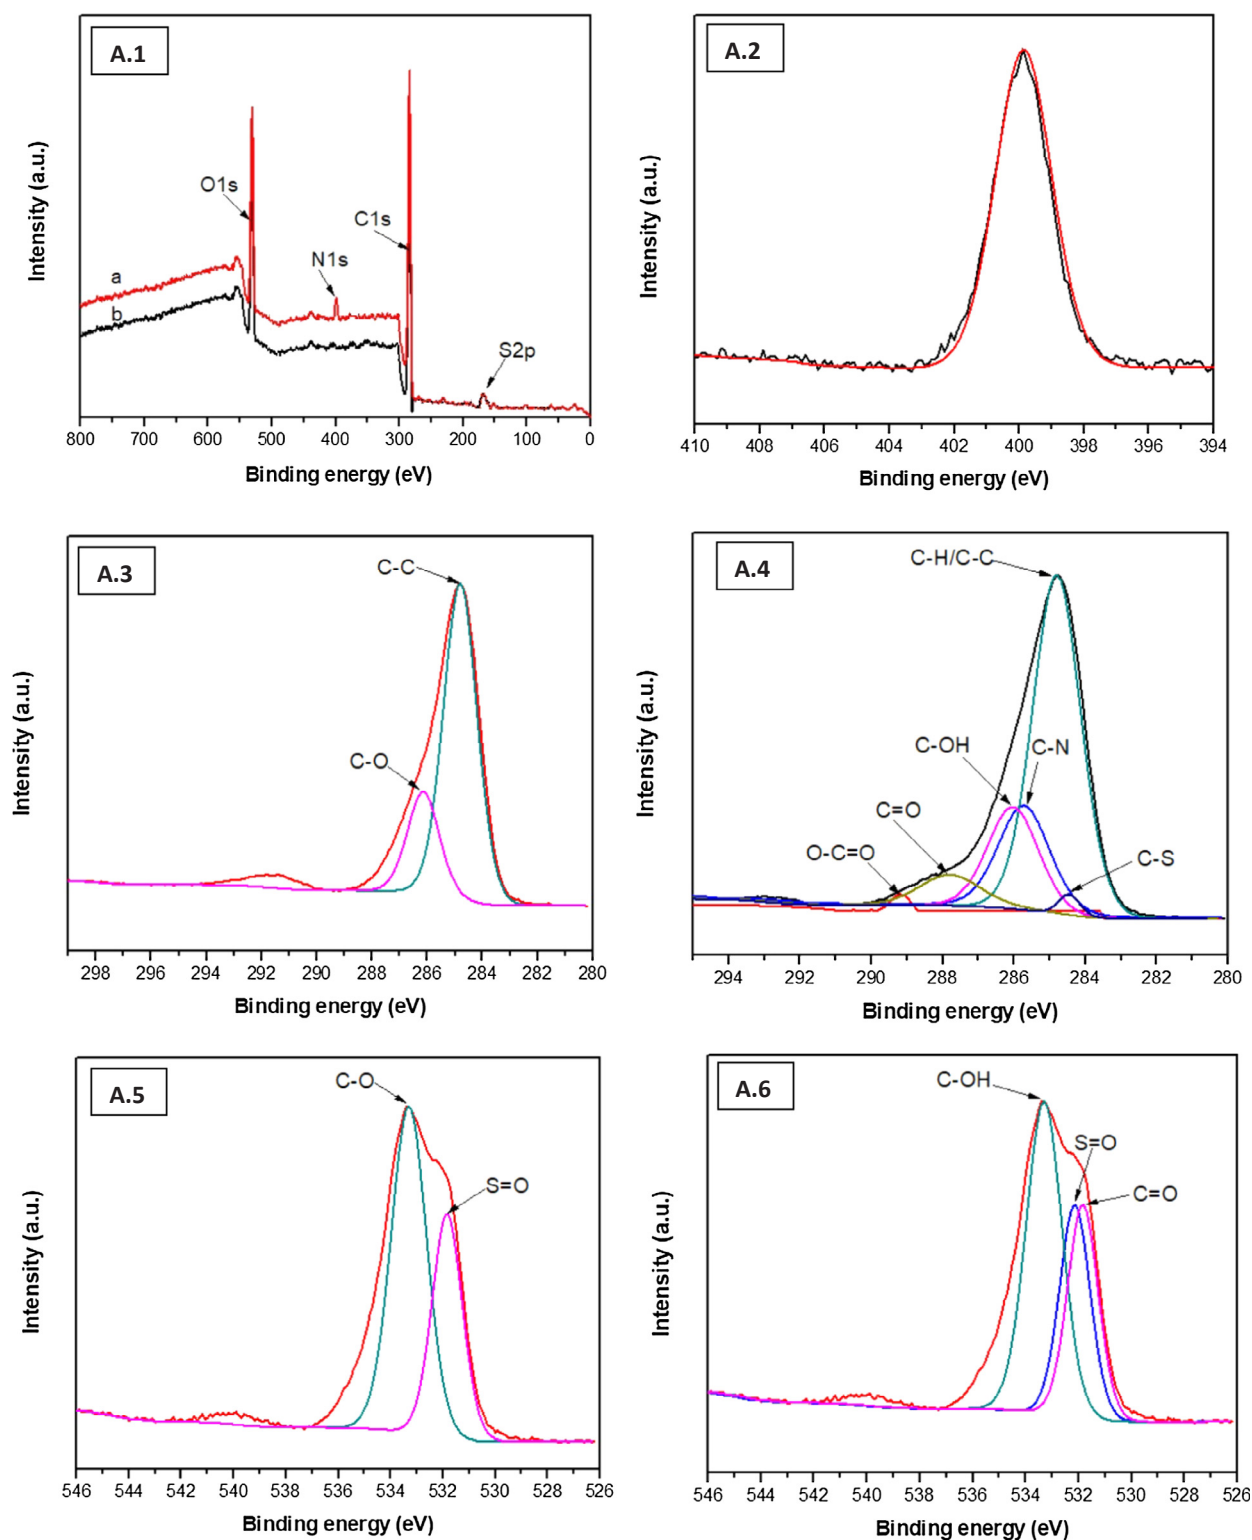 A.1
O1s
C1s
N1s
a
b
S2p
800 700 600 500 400 300 200 100 0
Binding energy (eV)
Intensity (a.u.)
A.2
410 408 406 404 402 400 398 396 394
Binding energy (eV)
Intensity (a.u.)
A.3
C-C
C-O
298 296 294 292 290 288 286 284 282 280
Binding energy (eV)
Intensity (a.u.)
A.4
C-H/C-C
C-OH
C-N
C=O
O-C=O
C-S
294 292 290 288 286 284 282 280
Binding energy (eV)
Intensity (a.u.)
A.5
C-O
S=O
546 544 542 540 538 536 534 532 530 528 526
Binding energy (eV)
Intensity (a.u.)
A.6
C-OH
S=O
C=O
546 544 542 540 538 536 534 532 530 528 526
Binding energy (eV)
Intensity (a.u.)